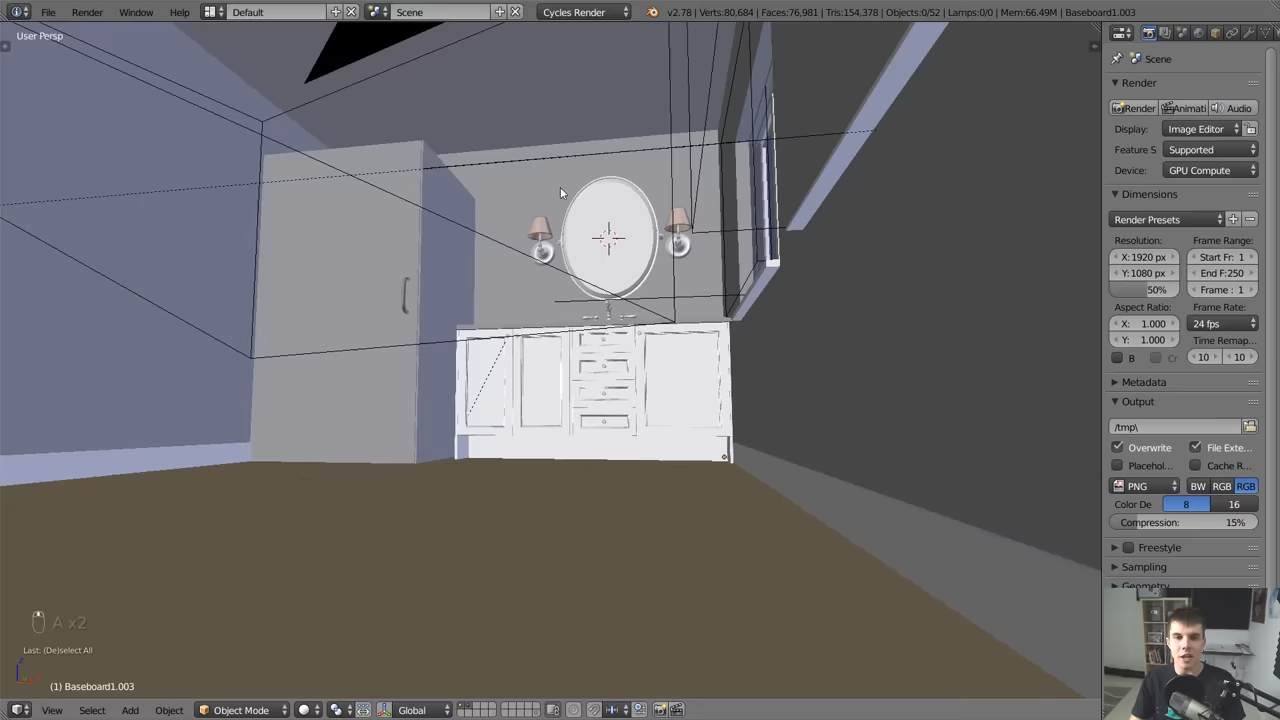 File Render Window Help Default Scene Cycles Render v2.78 | Verts:80,684 | Faces:76,981 | Tris:154,378 | Objects:0/52 | Lamps:0/0 | Mem:66.49M | Baseboard1.003
User Persp
Scene
Render
Render Animati Audio
Display: Image Editor
Feature S Supported
Device: GPU Compute
Dimensions
Render Presets
Resolution: Frame Range:
X:1920 px Start Fr: 1
Y:1080 px End F:250
50% Frame : 1
Aspect Ratio: Frame Rate:
X: 1.000 24 fps
Y: 1.000 Time Remap...
B Cr 10 10
Metadata
Output
/tmp\
Overwrite File Exte...
Placehol... Cache R...
PNG BW RGB RGB
Color De 8 16
Compression: 15%
Freestyle
Sampling
Geometry
A x2
Last: (De)select All
(1) Baseboard1.003
View Select Add Object Object Mode Global